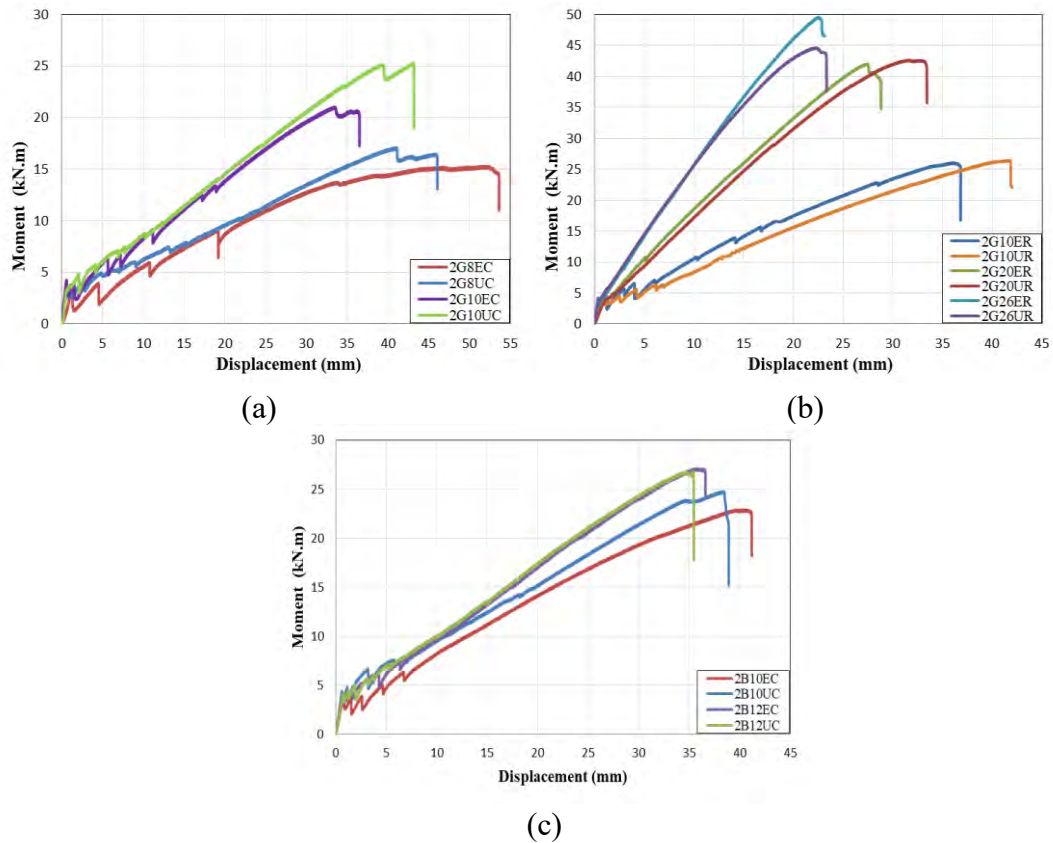 30
25
20
15
10
5
0
Moment (kN.m)
0 5 10 15 20 25 30 35 40 45 50 55
Displacement (mm)
2G8EC
2G8UC
2G10EC
2G10UC
(a)
50
45
40
35
30
25
20
15
10
5
0
Moment (kN.m)
0 5 10 15 20 25 30 35 40 45
Displacement (mm)
2G10ER
2G10UR
2G20ER
2G20UR
2G26ER
2G26UR
(b)
30
25
20
15
10
5
0
Moment (kN.m)
0 5 10 15 20 25 30 35 40 45
Displacement (mm)
2B10EC
2B10UC
2B12EC
2B12UC
(c)